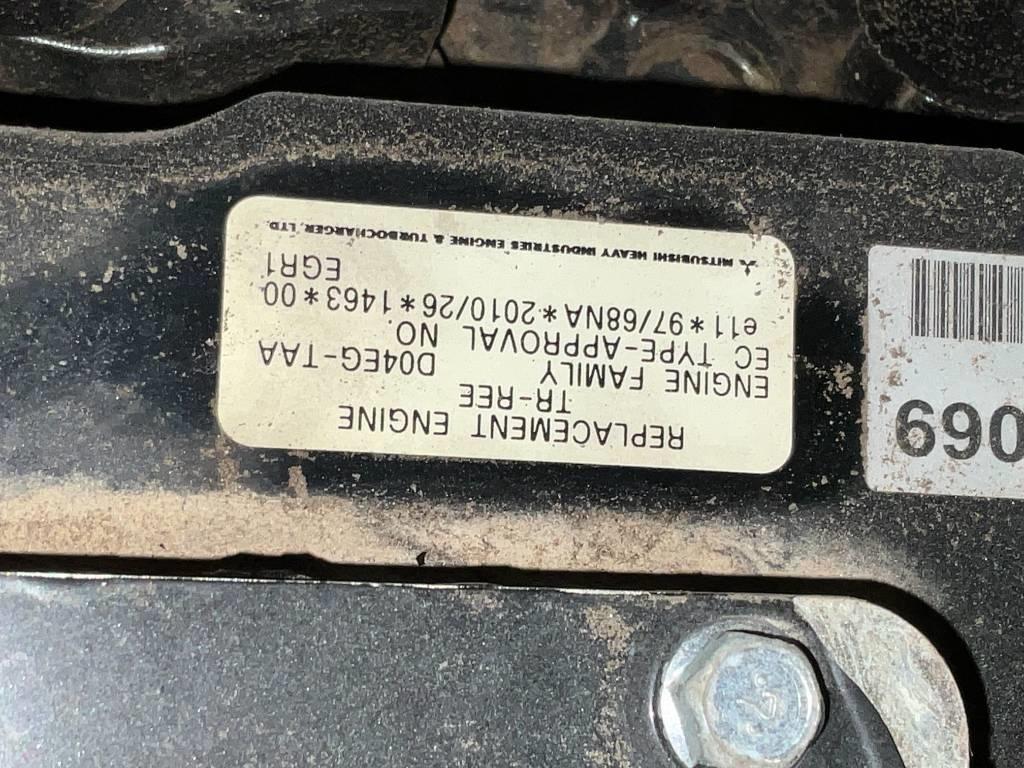 REPLACEMENT ENGINE
TR-REE
ENGINE FAMILY D04EG-TAA
EC TYPE-APPROVAL NO
e11*97/68NA*2010/26*1463*00
EGR1
MITSUBISHI HEAVY INDUSTRIES ENGINE & TURBOCHARGER, LTD.
690